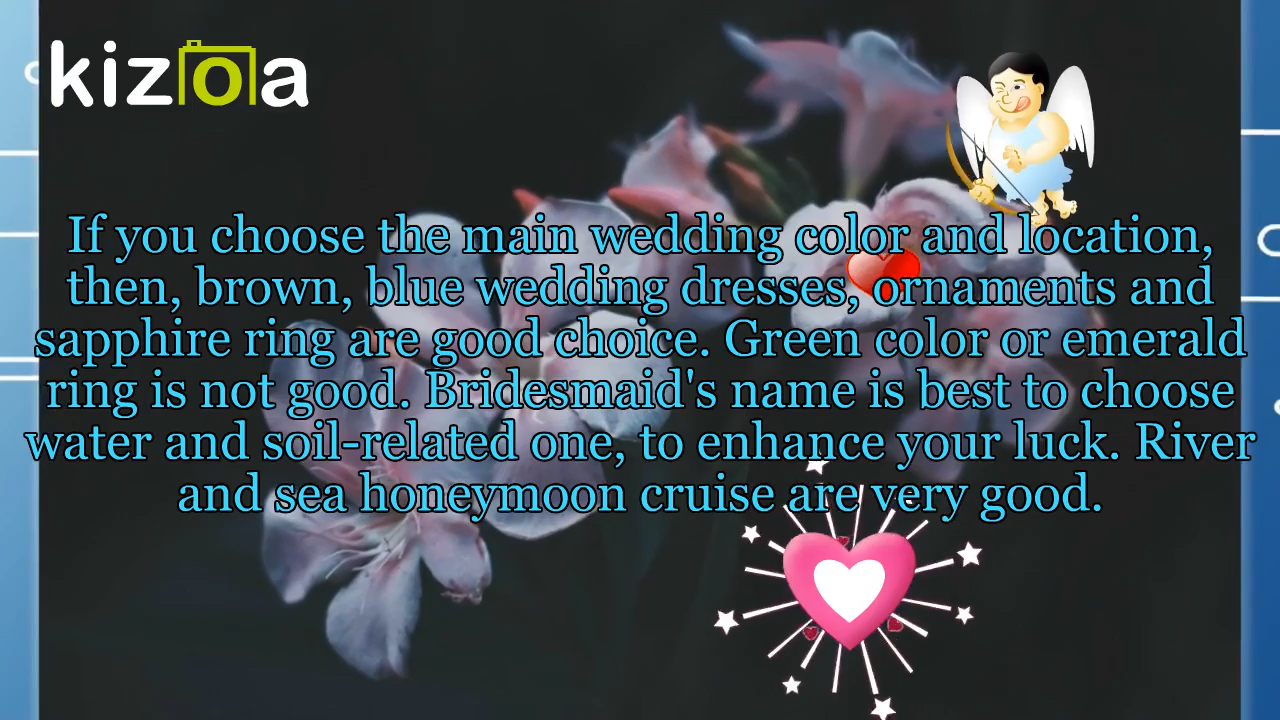 kizoa
If you choose the main wedding color and location,
then, brown, blue wedding dresses, ornaments and
sapphire ring are good choice. Green color or emerald
ring is not good. Bridesmaid's name is best to choose
water and soil-related one, to enhance your luck. River
and sea honeymoon cruise are very good.